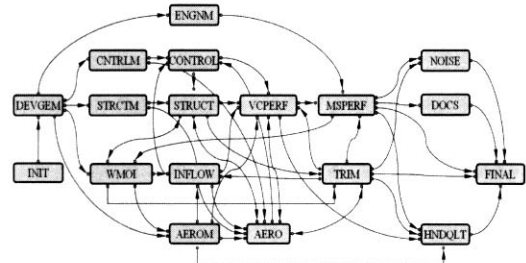 ENGNM
CNTRLM CONTROL NOISE
DEVGEM STRCTM STRUCT VCPERF MSPERF DOCS
INIT WMOI INFLOW TRIM FINAL
AEROM AERO HNDQLT